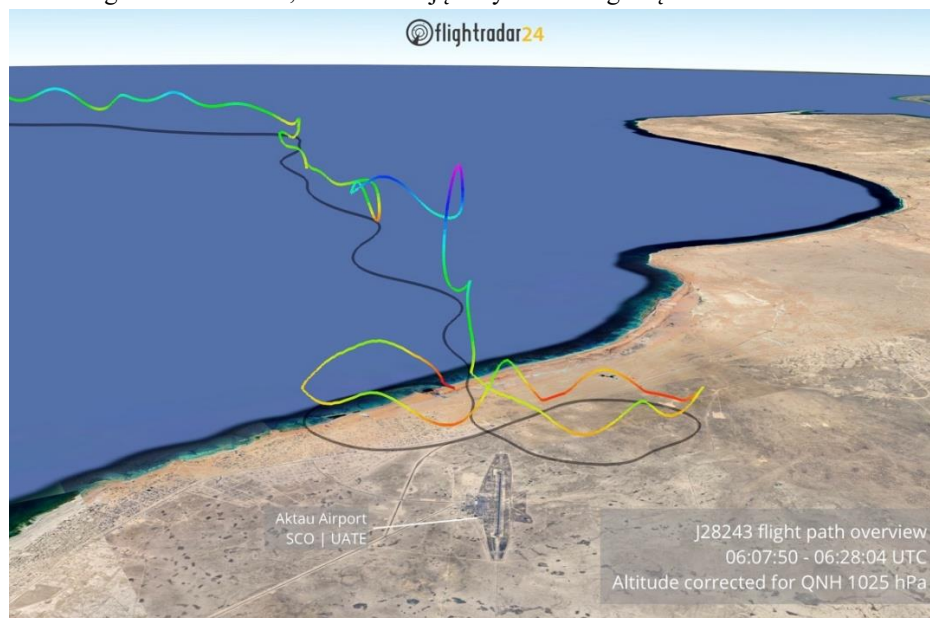 flightradar24
Aktau Airport
SCO | UATE
J28243 flight path overview
06:07:50 - 06:28:04 UTC
Altitude corrected for QNH 1025 hPa